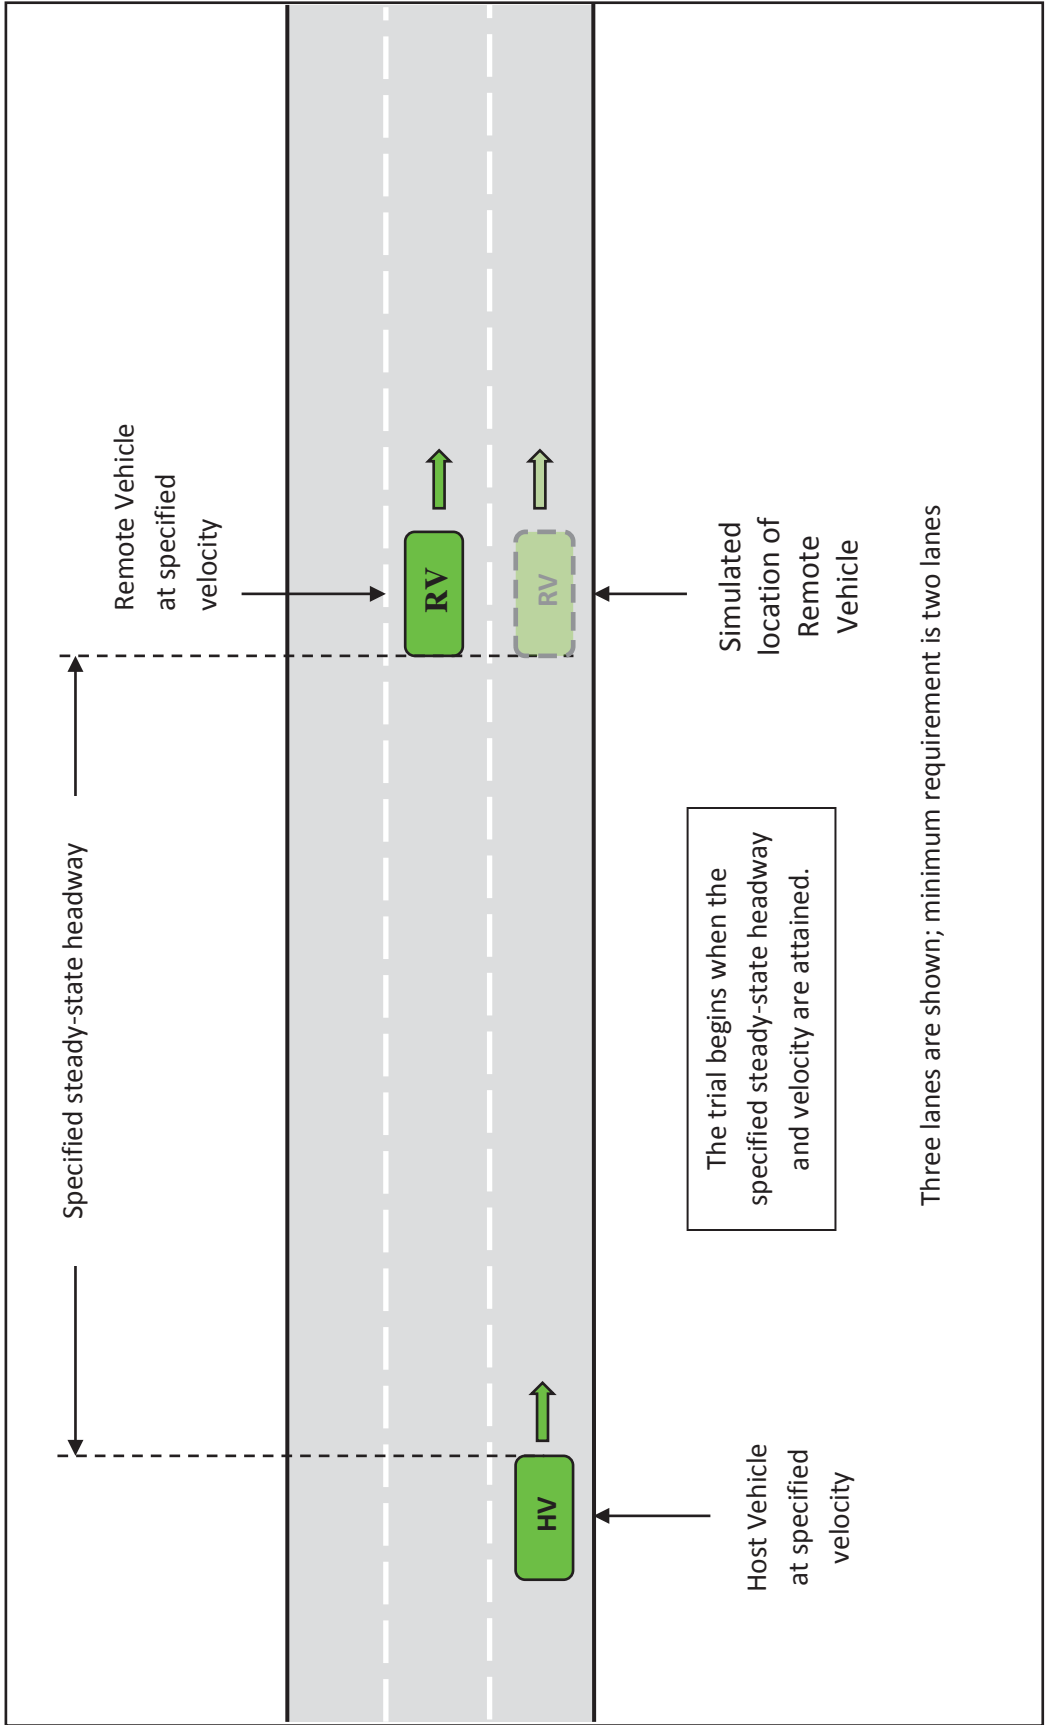 Specified steady-state headway
Remote Vehicle
at specified
velocity
HV
RV
RV
Host Vehicle
at specified
velocity
The trial begins when the
specified steady-state headway
and velocity are attained.
Simulated
location of
Remote
Vehicle
Three lanes are shown; minimum requirement is two lanes